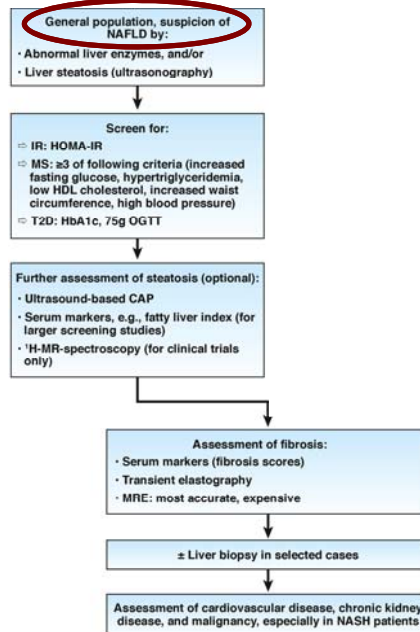 General population, suspicion of
NAFLD by:
· Abnormal liver enzymes, and/or
· Liver steatosis (ultrasonography)
Screen for:
⇨ IR: HOMA-IR
⇨ MS: ≥3 of following criteria (increased
fasting glucose, hypertriglyceridemia,
low HDL cholesterol, increased waist
circumference, high blood pressure)
⇨ T2D: HbA1c, 75g OGTT
Further assessment of steatosis (optional):
· Ultrasound-based CAP
· Serum markers, e.g., fatty liver index (for
larger screening studies)
· ¹H-MR-spectroscopy (for clinical trials
only)
Assessment of fibrosis:
· Serum markers (fibrosis scores)
· Transient elastography
· MRE: most accurate, expensive
± Liver biopsy in selected cases
Assessment of cardiovascular disease, chronic kidney
disease, and malignancy, especially in NASH patients